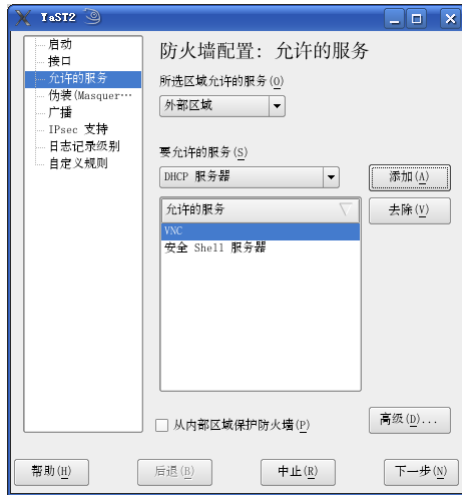 YaST2
启动
接口
允许的服务
伪装(Masquer…
广播
IPsec 支持
日志记录级别
自定义规则
防火墙配置: 允许的服务
所选区域允许的服务(O)
外部区域
要允许的服务(S)
DHCP 服务器
添加(A)
允许的服务
去除(V)
VNC
安全 Shell 服务器
从内部区域保护防火墙(P)
高级(D)...
帮助(H)
后退(B)
中止(R)
下一步(N)